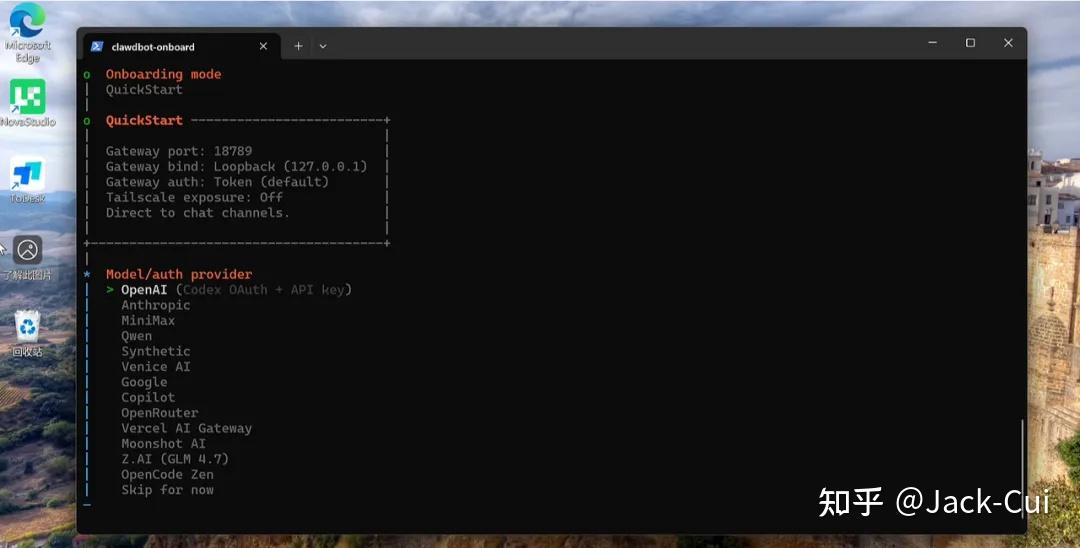 Microsoft
Edge
NovaStudio
ToDesk
了解此图片
回收站
clawdbot-onboard
Onboarding mode
QuickStart
QuickStart
Gateway port: 18789
Gateway bind: Loopback (127.0.0.1)
Gateway auth: Token (default)
Tailscale exposure: Off
Direct to chat channels.
Model/auth provider
> OpenAI (Codex OAuth + API key)
Anthropic
MiniMax
Qwen
Synthetic
Venice AI
Google
Copilot
OpenRouter
Vercel AI Gateway
Moonshot AI
Z.AI (GLM 4.7)
OpenCode Zen
Skip for now
知乎 @Jack-Cui